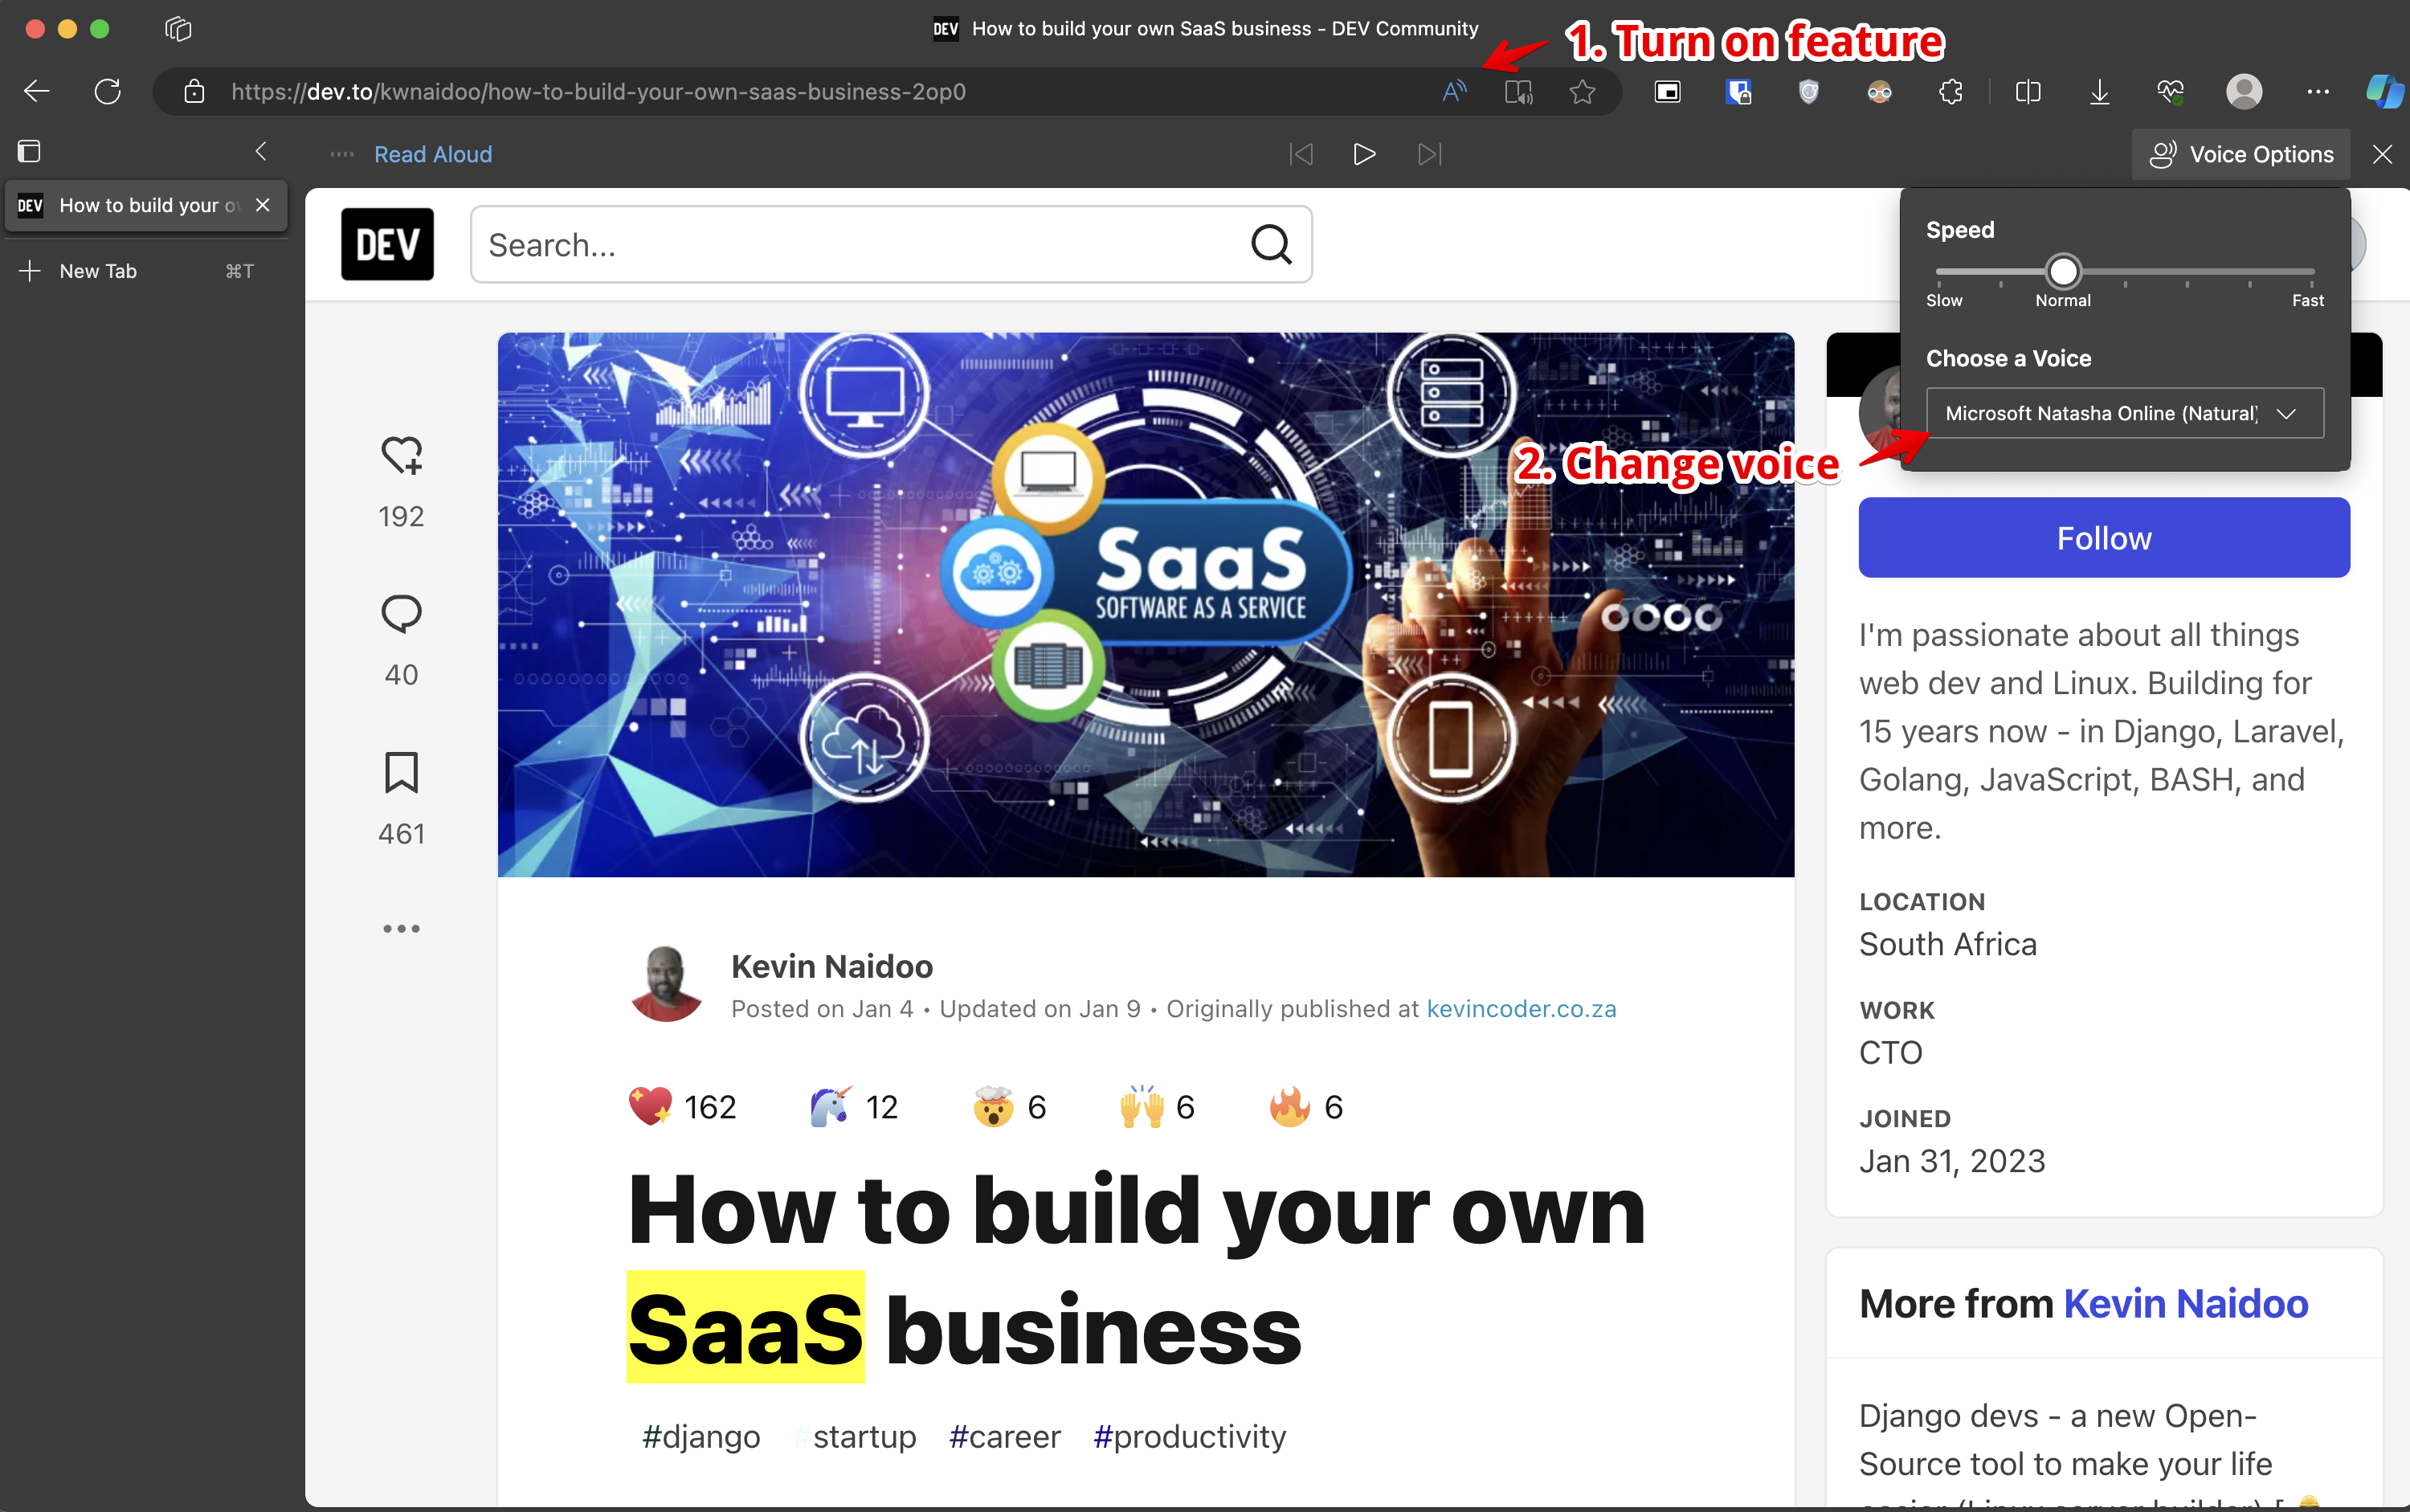 DEV How to build your own SaaS business - DEV Community
1. Turn on feature
https://dev.to/kwnaidoo/how-to-build-your-own-saas-business-2op0
Read Aloud
Voice Options
DEV How to build your o
New Tab ⌘T
DEV
Search...
Speed
Slow Normal Fast
Choose a Voice
Microsoft Natasha Online (Natural)
2. Change voice
SaaS
SOFTWARE AS A SERVICE
192
40
461
Follow
I'm passionate about all things
web dev and Linux. Building for
15 years now - in Django, Laravel,
Golang, JavaScript, BASH, and
more.
LOCATION
South Africa
WORK
CTO
JOINED
Jan 31, 2023
Kevin Naidoo
Posted on Jan 4 • Updated on Jan 9 • Originally published at kevincoder.co.za
162 12 6 6 6
How to build your own
SaaS business
#django #startup #career #productivity
More from Kevin Naidoo
Django devs - a new Open-
Source tool to make your life